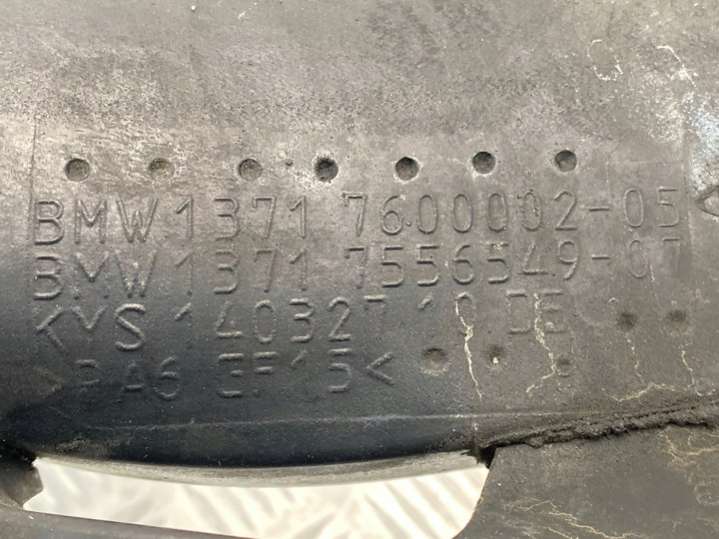 BMW 1371 7600002-05
BMW 1371 7556549-07
KYS 140327 10 DE
>PA6 GF15<